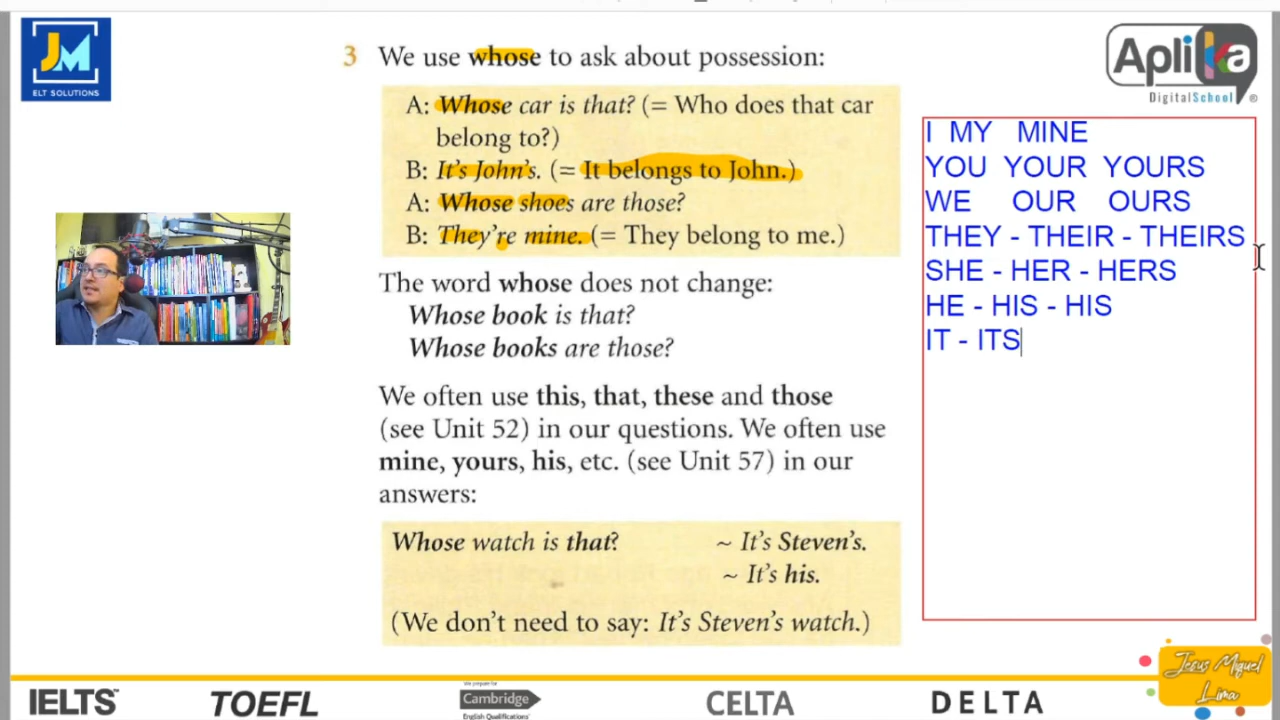 JM
ELT SOLUTIONS
3 We use whose to ask about possession:
A: Whose car is that? (= Who does that car
belong to?)
B: It's John's. (= It belongs to John.)
A: Whose shoes are those?
B: They're mine. (= They belong to me.)
The word whose does not change:
Whose book is that?
Whose books are those?
We often use this, that, these and those
(see Unit 52) in our questions. We often use
mine, yours, his, etc. (see Unit 57) in our
answers:
Whose watch is that? ~ It's Steven's.
~ It's his.
(We don't need to say: It's Steven's watch.)
Aplika
DigitalSchool ®
I MY MINE
YOU YOUR YOURS
WE OUR OURS
THEY - THEIR - THEIRS
SHE - HER - HERS
HE - HIS - HIS
IT - ITS
Jesus Miguel
Lima
IELTS™
TOEFL
We prepare for
Cambridge
English Qualifications™
CELTA
DELTA